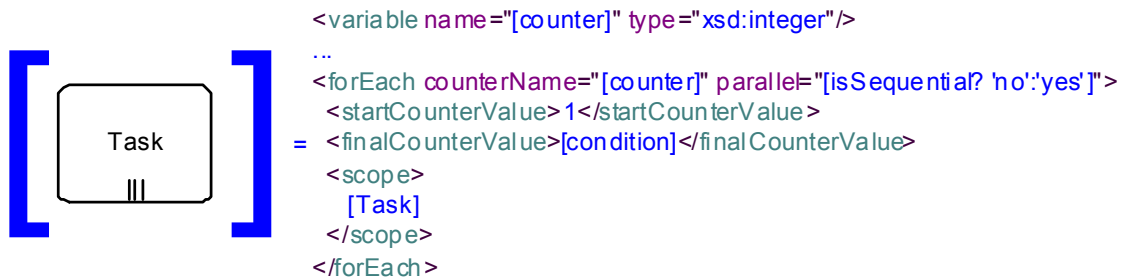 <variable name="[counter]" type="xsd:integer"/>
...
<forEach counterName="[counter]" parallel="[isSequential? 'no':'yes']">
<startCounterValue>1</startCounterValue>
Task
= <finalCounterValue>[condition]</finalCounterValue>
<scope>
[Task]
</scope>
</forEach>